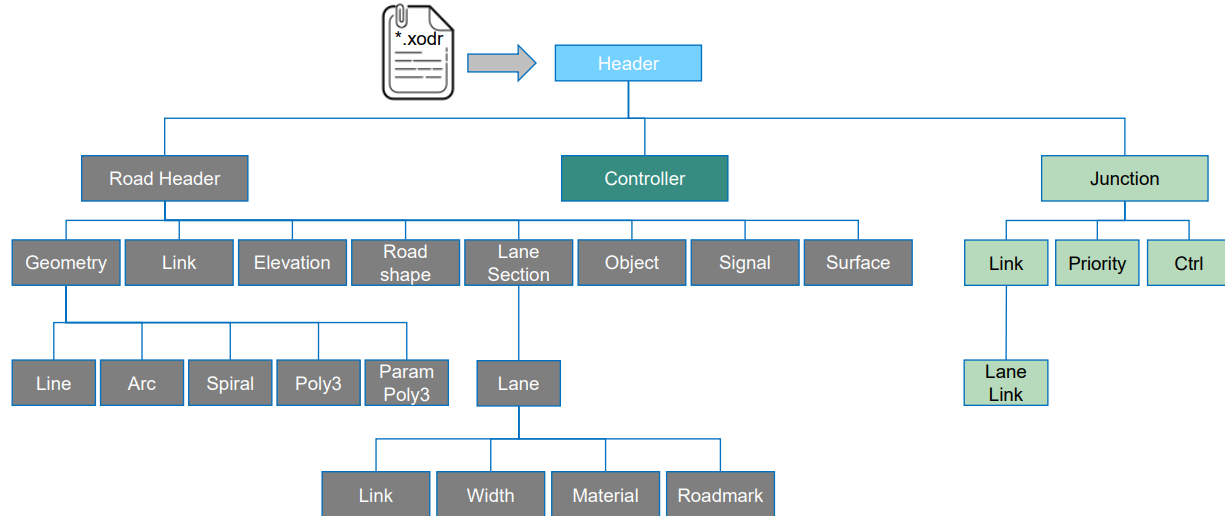 *.xodr
Header
Road Header
Controller
Junction
Geometry
Link
Elevation
Road
shape
Lane
Section
Object
Signal
Surface
Link
Priority
Ctrl
Line
Arc
Spiral
Poly3
Param
Poly3
Lane
Lane
Link
Link
Width
Material
Roadmark